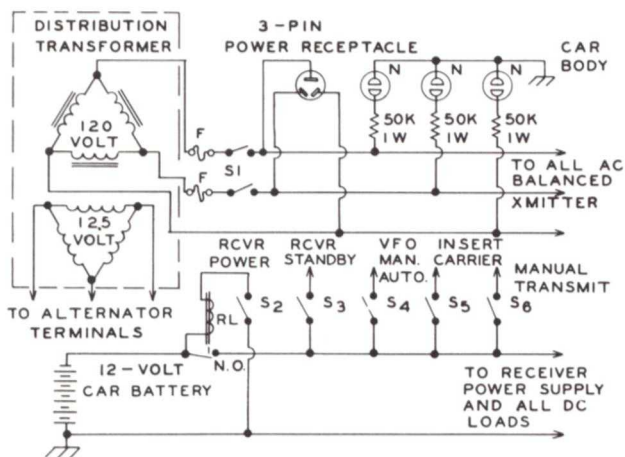 DISTRIBUTION
TRANSFORMER
3-PIN
POWER RECEPTACLE
CAR
BODY
N
N
N
120
VOLT
F
F
S1
50K
1W
50K
1W
50K
1W
TO ALL AC
BALANCED
XMITTER
12.5
VOLT
TO ALTERNATOR
TERMINALS
RCVR
POWER
RCVR
STANDBY
VFO
MAN.
AUTO.
INSERT
CARRIER
MANUAL
TRANSMIT
RL
S2
S3
S4
S5
S6
N.O.
12-VOLT
CAR BATTERY
TO RECEIVER
POWER SUPPLY
AND ALL DC
LOADS